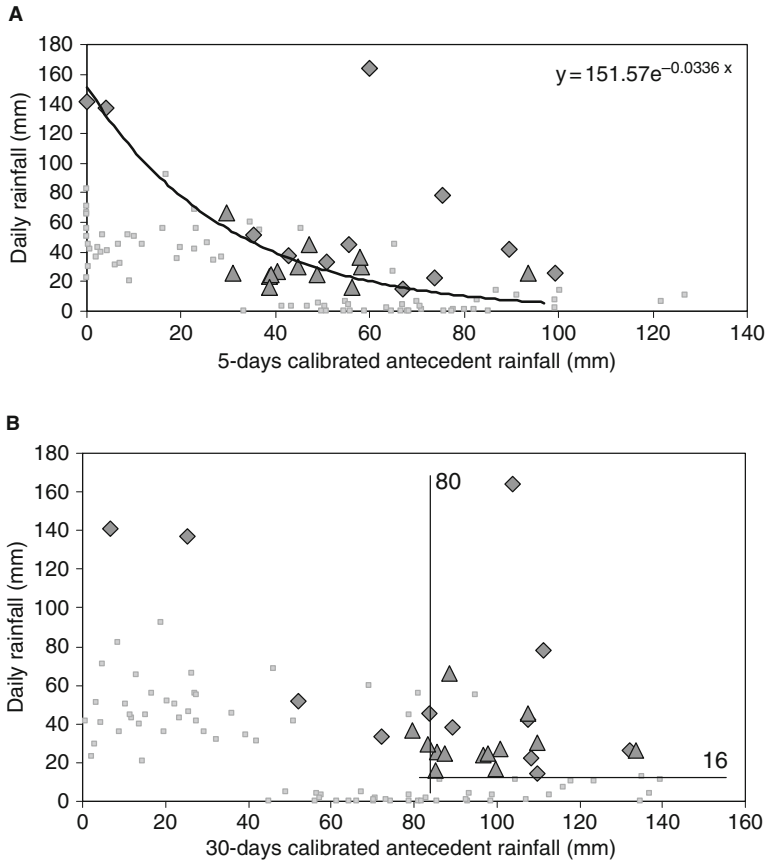 A
180
160
140
120
100
80
60
40
20
0
Daily rainfall (mm)
y = 151.57e^–0.0336 x
0 20 40 60 80 100 120 140
5-days calibrated antecedent rainfall (mm)
B
180
160
140
120
100
80
60
40
20
0
Daily rainfall (mm)
80
16
0 20 40 60 80 100 120 140 160
30-days calibrated antecedent rainfall (mm)